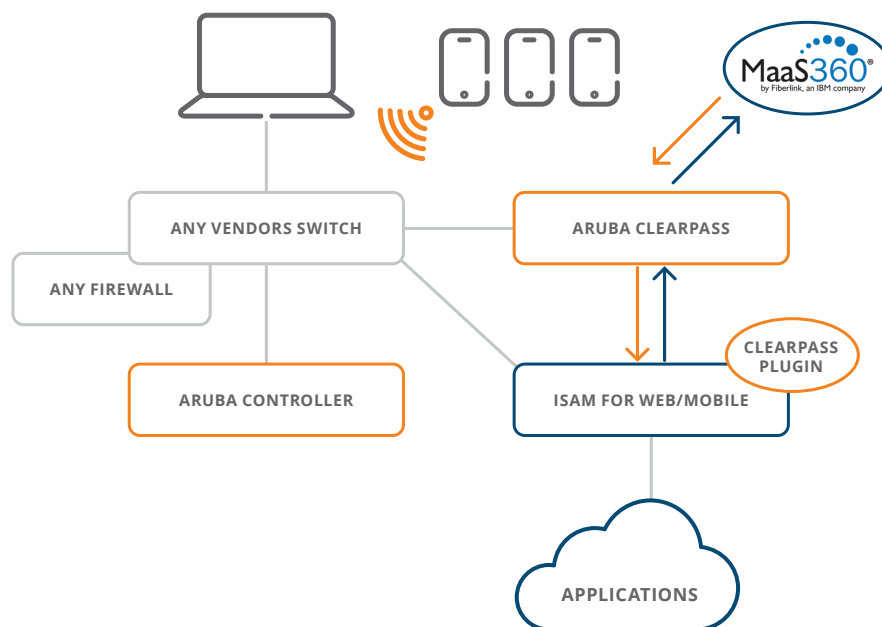 MaaS360®
by Fiberlink, an IBM company
ANY VENDORS SWITCH
ARUBA CLEARPASS
ANY FIREWALL
CLEARPASS
PLUGIN
ARUBA CONTROLLER
ISAM FOR WEB/MOBILE
APPLICATIONS